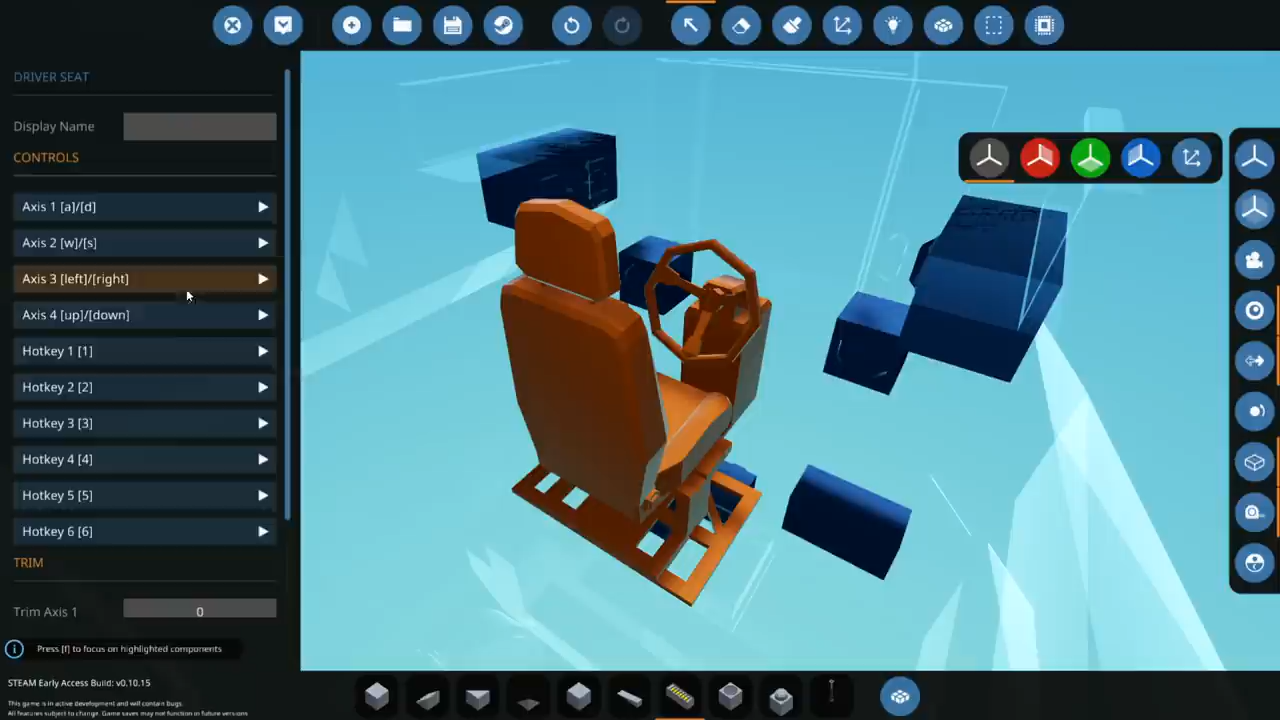 DRIVER SEAT
Display Name
CONTROLS
Axis 1 [a]/[d]
Axis 2 [w]/[s]
Axis 3 [left]/[right]
Axis 4 [up]/[down]
Hotkey 1 [1]
Hotkey 2 [2]
Hotkey 3 [3]
Hotkey 4 [4]
Hotkey 5 [5]
Hotkey 6 [6]
TRIM
Trim Axis 1 0
Press [f] to focus on highlighted components
STEAM Early Access Build: v0.10.15
This game is in active development and will contain bugs
All features subject to change. Game saves may not function in future versions